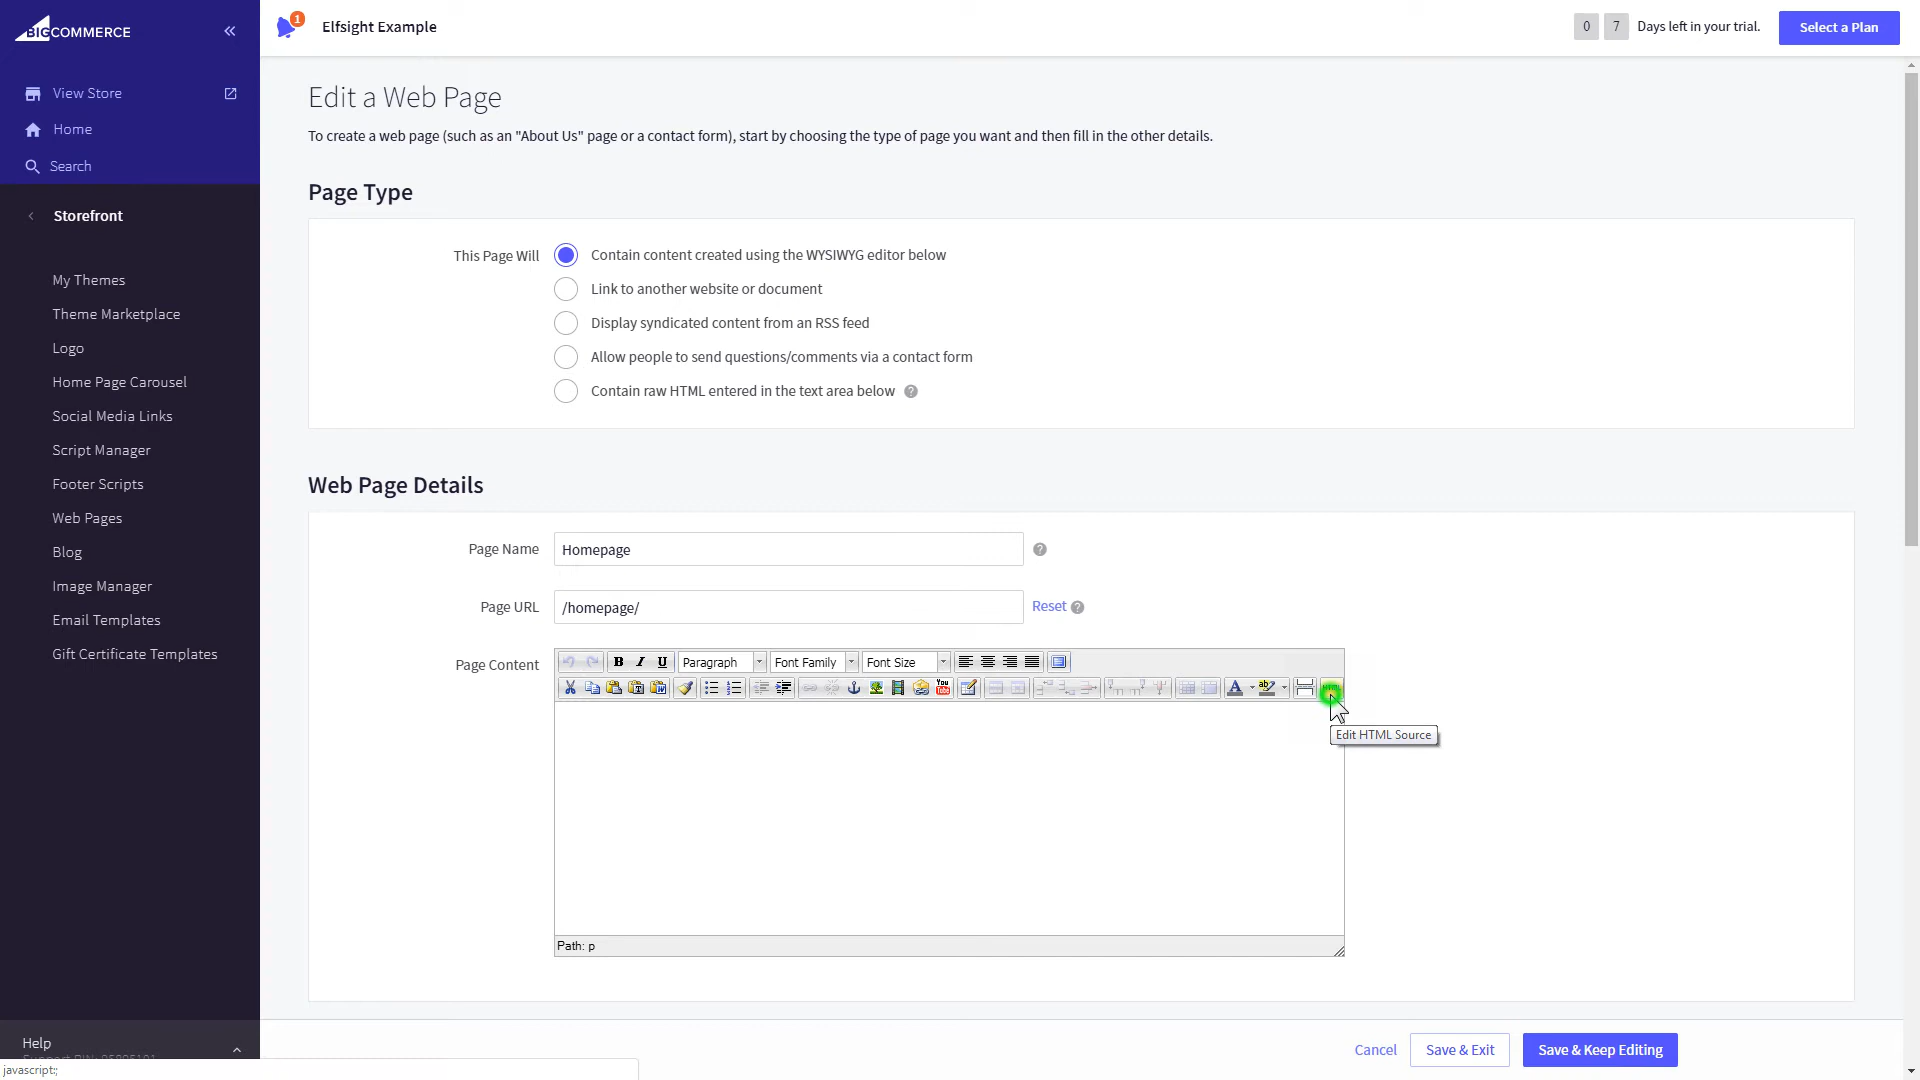 BIGCOMMERCE
1
Elfsight Example
0 7 Days left in your trial.
Select a Plan
View Store
Home
Search
Storefront
My Themes
Theme Marketplace
Logo
Home Page Carousel
Social Media Links
Script Manager
Footer Scripts
Web Pages
Blog
Image Manager
Email Templates
Gift Certificate Templates
Help
javascript:;
Edit a Web Page
To create a web page (such as an "About Us" page or a contact form), start by choosing the type of page you want and then fill in the other details.
Page Type
This Page Will
Contain content created using the WYSIWYG editor below
Link to another website or document
Display syndicated content from an RSS feed
Allow people to send questions/comments via a contact form
Contain raw HTML entered in the text area below ?
Web Page Details
Page Name Homepage ?
Page URL /homepage/ Reset ?
Page Content
B I U Paragraph Font Family Font Size
You Tube A ab
Edit HTML Source
Path: p
Cancel Save & Exit Save & Keep Editing